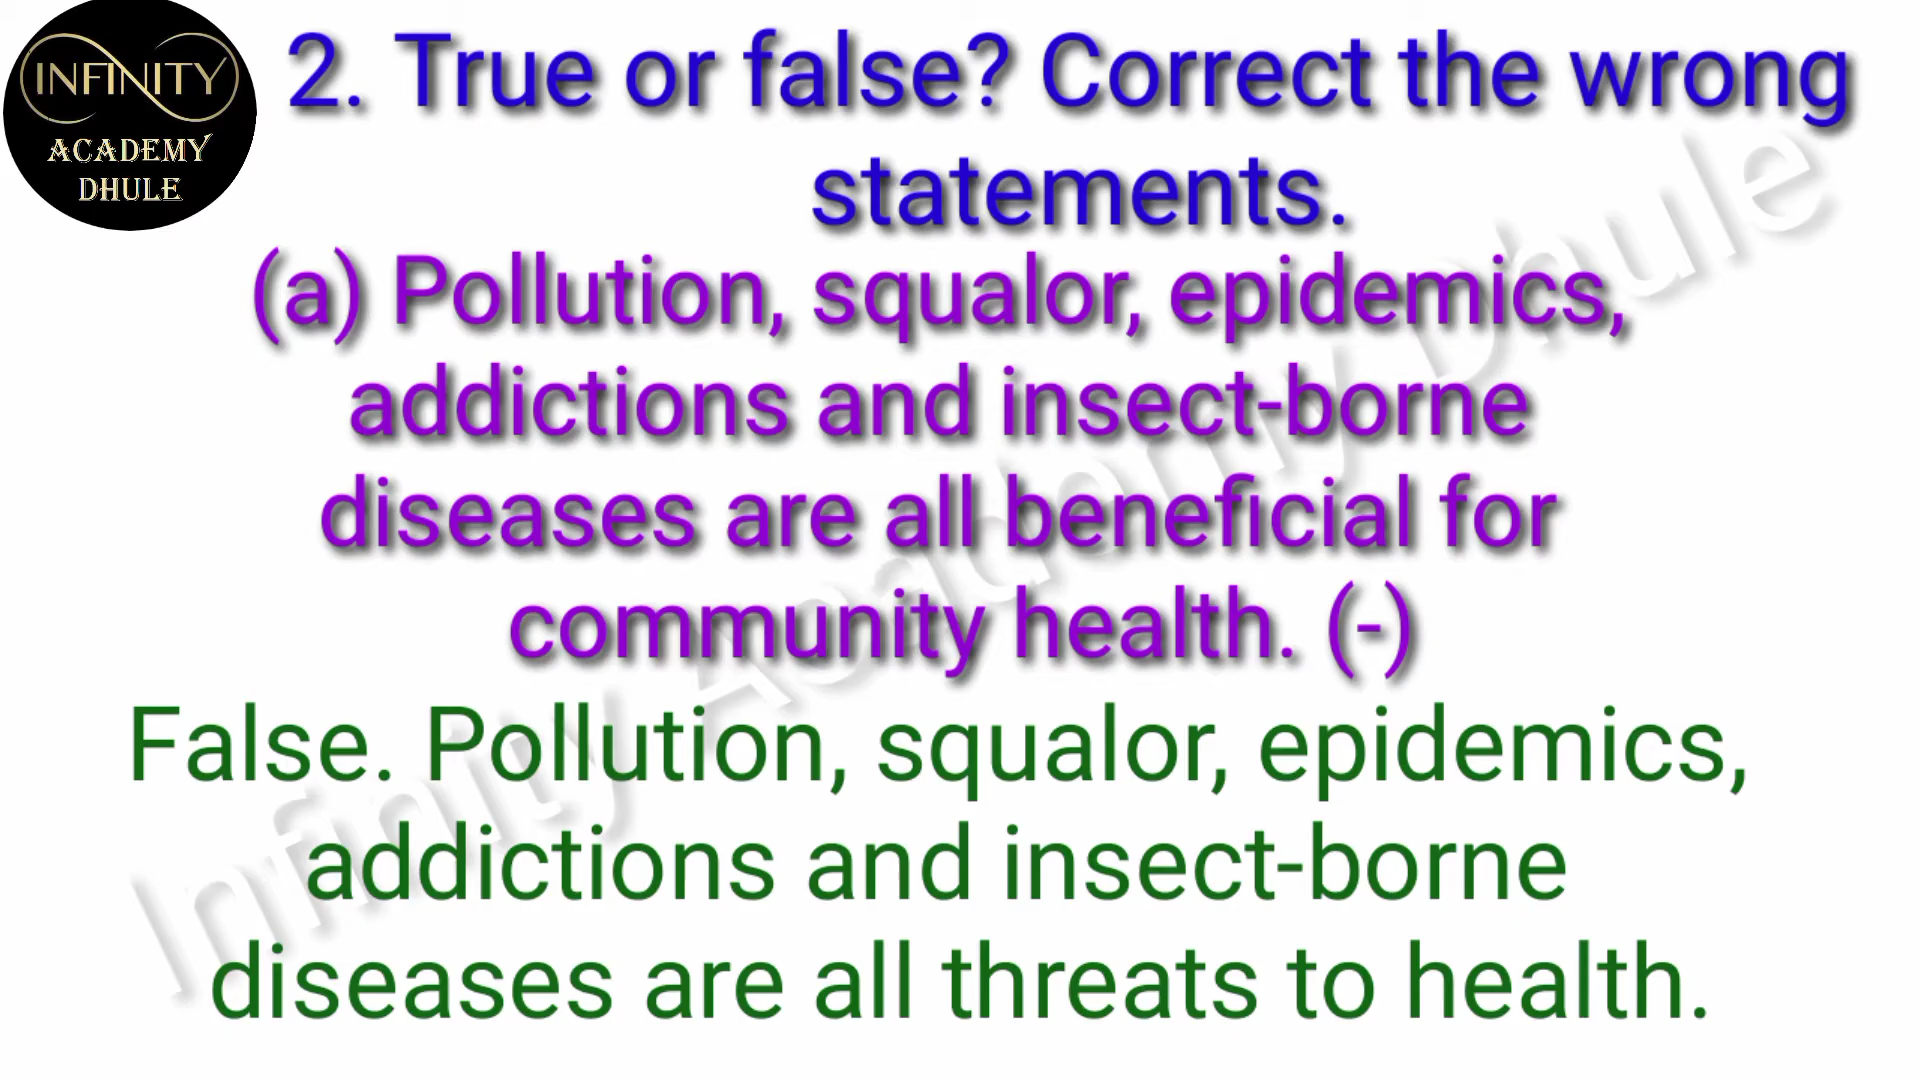 INFINITY
ACADEMY
DHULE
2. True or false? Correct the wrong
statements.
(a) Pollution, squalor, epidemics,
addictions and insect-borne
diseases are all beneficial for
community health. (-)
False. Pollution, squalor, epidemics,
addictions and insect-borne
diseases are all threats to health.
Infinity Academy Dhule